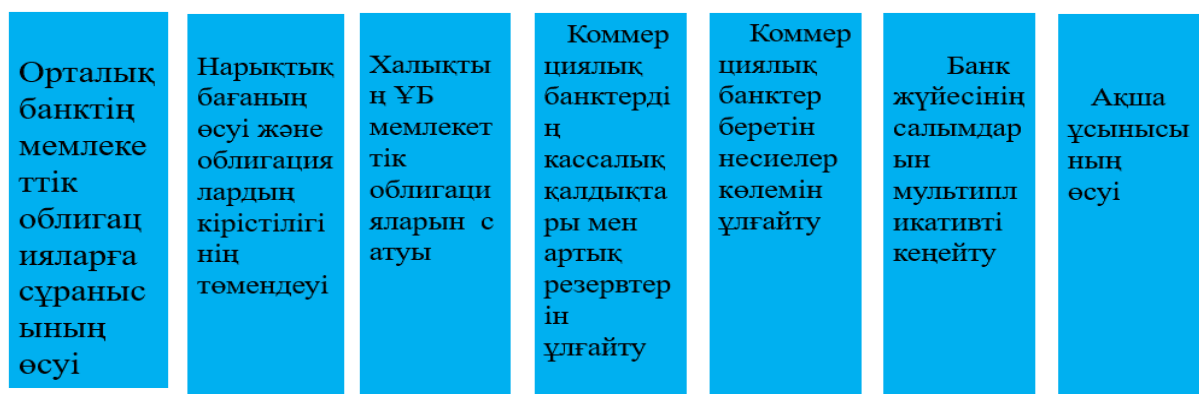 Орталық
банктің
мемлеке
ттік
облигац
ияларға
сұраныс
ының
өсуі
Нарықтық
бағаның
өсуі және
облигация
лардың
кірістілігі
нің
төмендеуі
Халықты
ң ҰБ
мемлекет
тік
облигаци
яларын с
атуы
Коммер
циялық
банктерді
ң
кассалық
қалдықта
ры мен
артық
резервтер
ін
ұлғайту
Коммер
циялық
банктер
беретін
несиелер
көлемін
ұлғайту
Банк
жүйесінің
салымдар
ын
мультипл
икативті
кеңейту
Ақша
ұсынысы
ның
өсуі